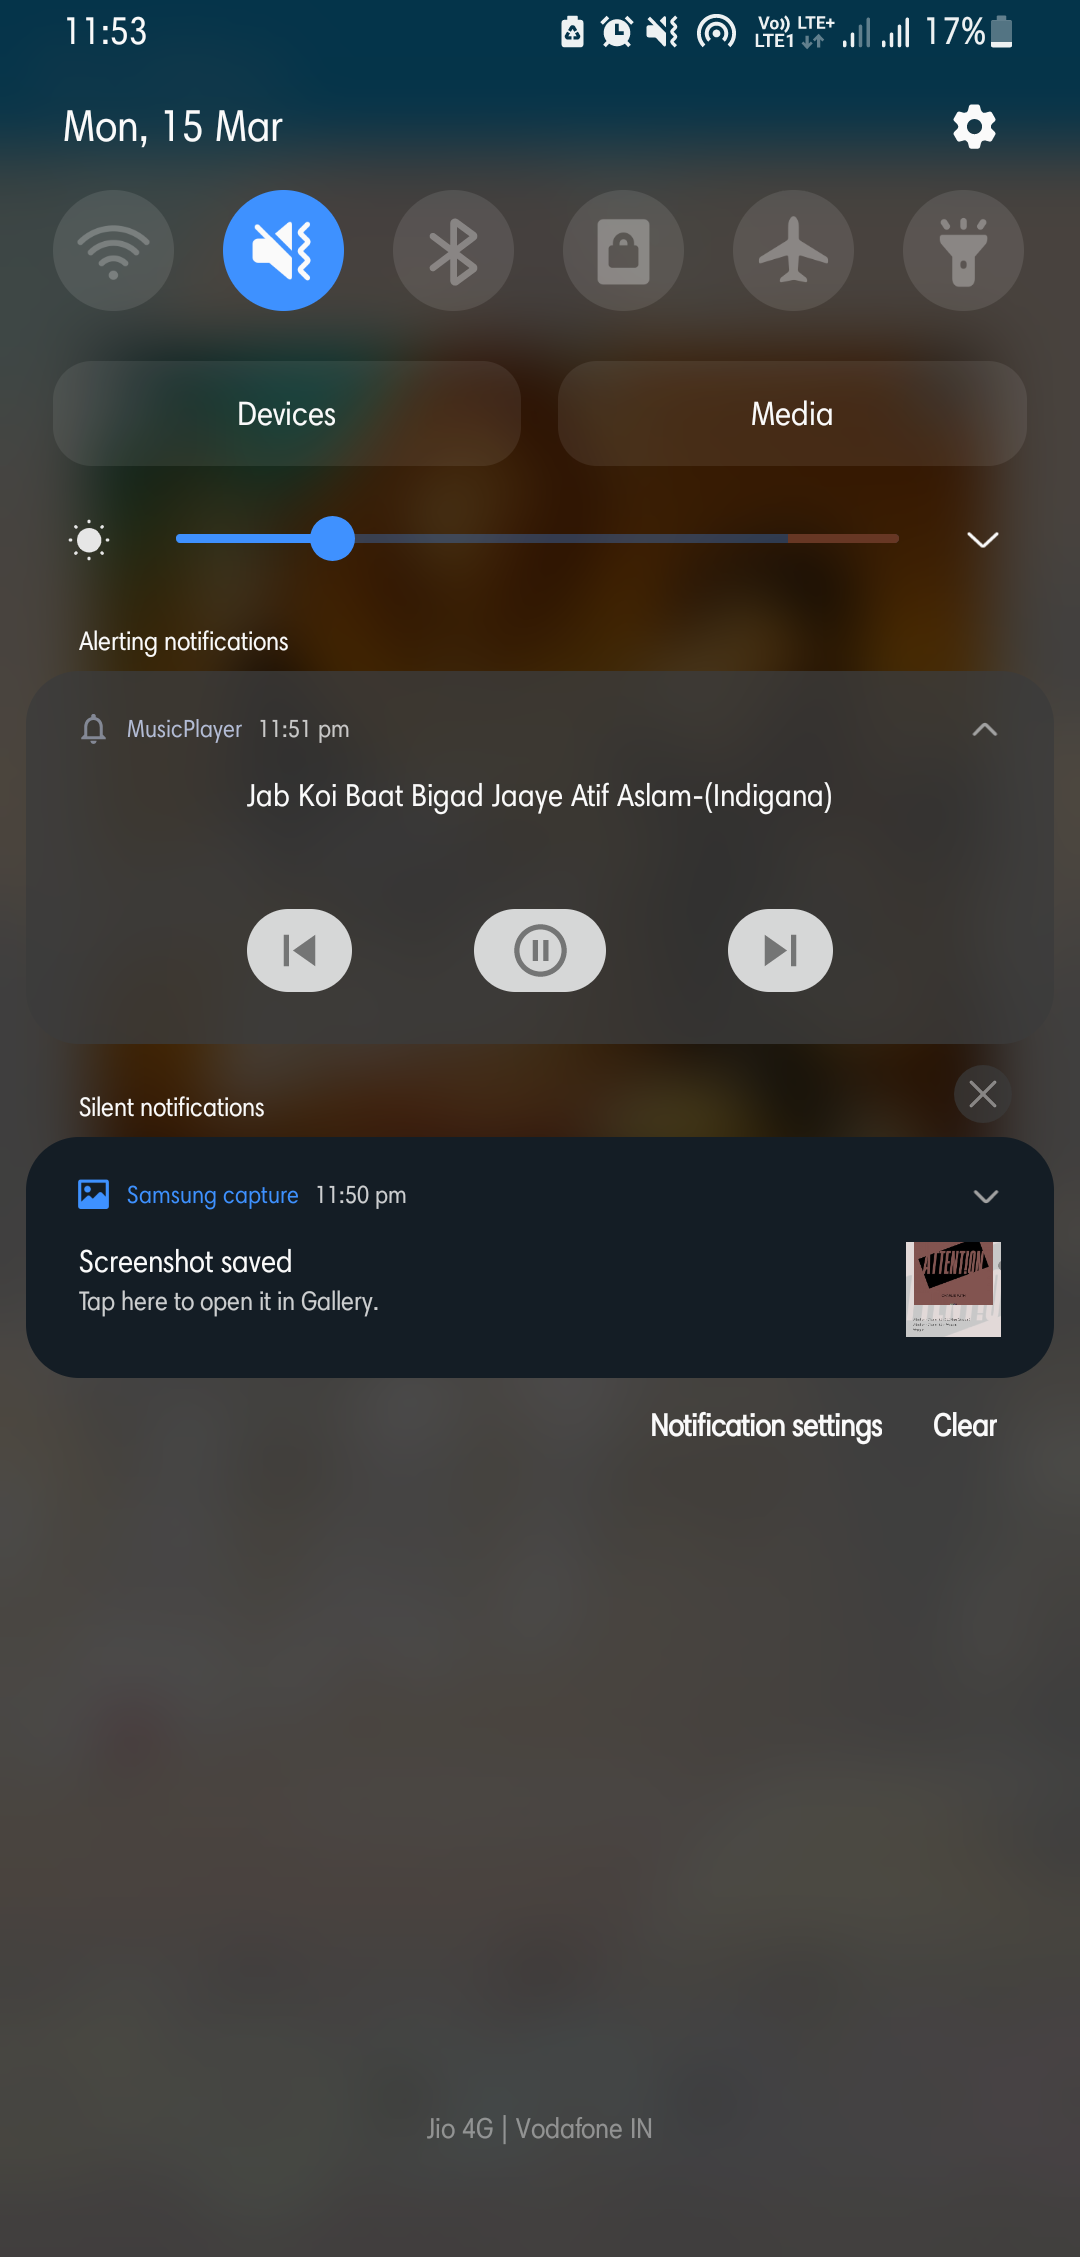 11:53
Vo)) LTE+
LTE1
17%
Mon, 15 Mar
Devices
Media
Alerting notifications
MusicPlayer 11:51 pm
Jab Koi Baat Bigad Jaaye Atif Aslam-(Indigana)
Silent notifications
Samsung capture 11:50 pm
Screenshot saved
Tap here to open it in Gallery.
ATTENTION
Notification settings
Clear
Jio 4G | Vodafone IN